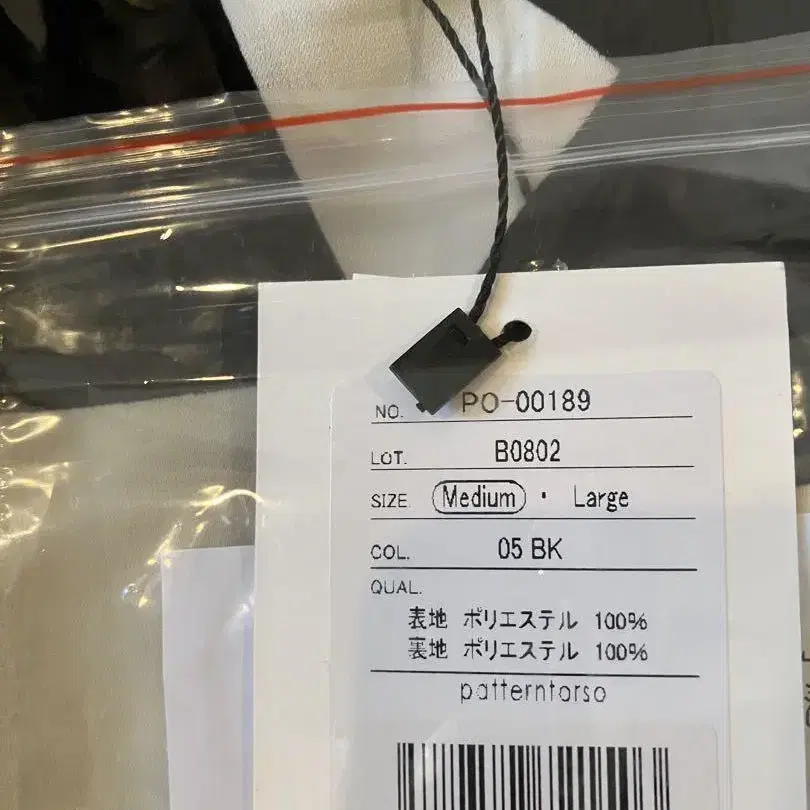 NO. PO-00189
LOT. B0802
SIZE. Medium · Large
COL. 05 BK
QUAL.
表地 ポリエステル 100%
裏地 ポリエステル 100%
patterntorso